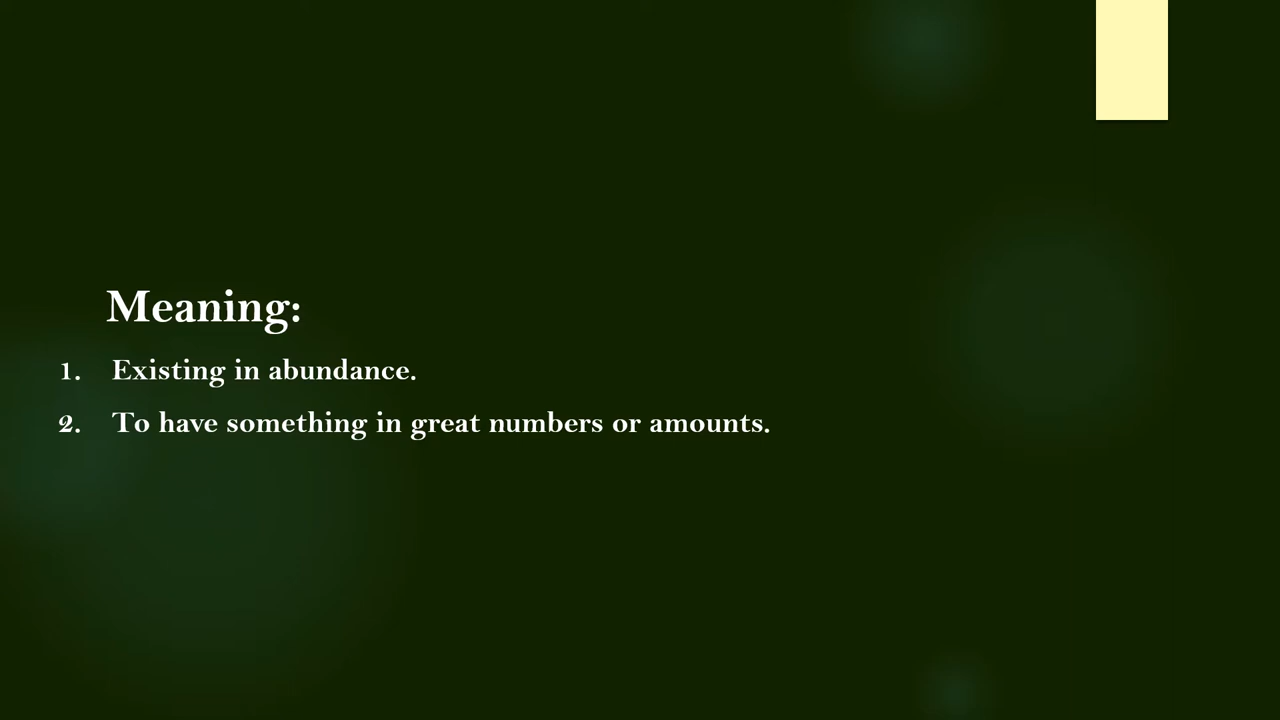 Meaning:
1. Existing in abundance.
2. To have something in great numbers or amounts.